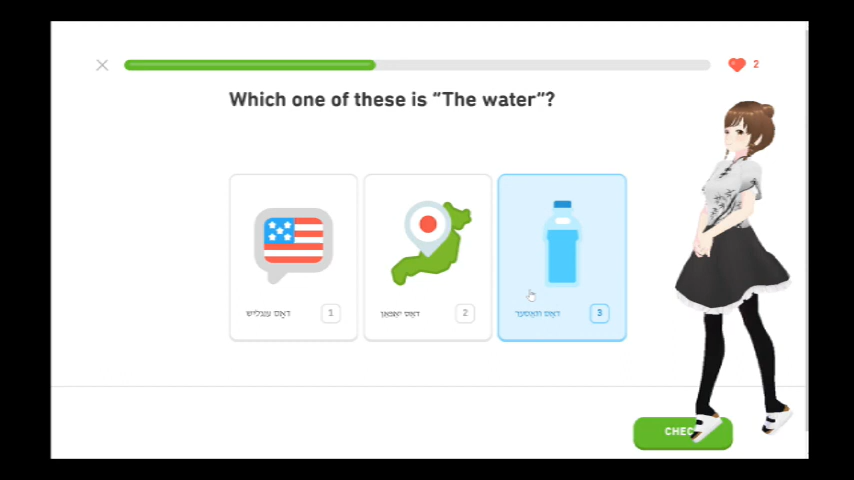 2
Which one of these is “The water”?
דאָס ענגליש
1
דאָס יאַפּאַן
2
דאָס וואַסער
3
CHEC